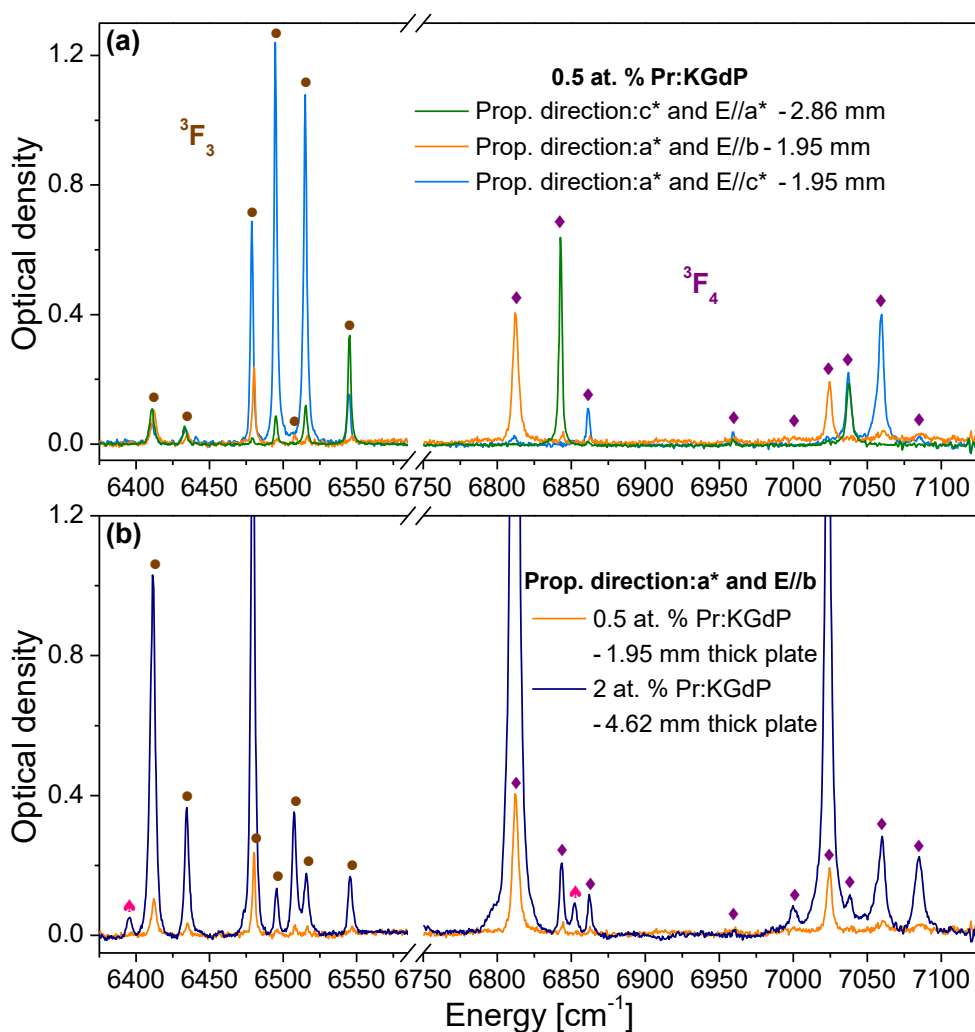 (a)
1.2
0.8
0.4
0.0
Optical density
³F₃
0.5 at. % Pr:KGdP
Prop. direction:c* and E//a* - 2.86 mm
Prop. direction:a* and E//b - 1.95 mm
Prop. direction:a* and E//c* - 1.95 mm
³F₄
6400 6450 6500 6550 6750 6800 6850 6900 6950 7000 7050 7100
(b)
1.2
0.8
0.4
0.0
Optical density
Prop. direction:a* and E//b
0.5 at. % Pr:KGdP
- 1.95 mm thick plate
2 at. % Pr:KGdP
- 4.62 mm thick plate
6400 6450 6500 6550 6750 6800 6850 6900 6950 7000 7050 7100
Energy [cm⁻¹]